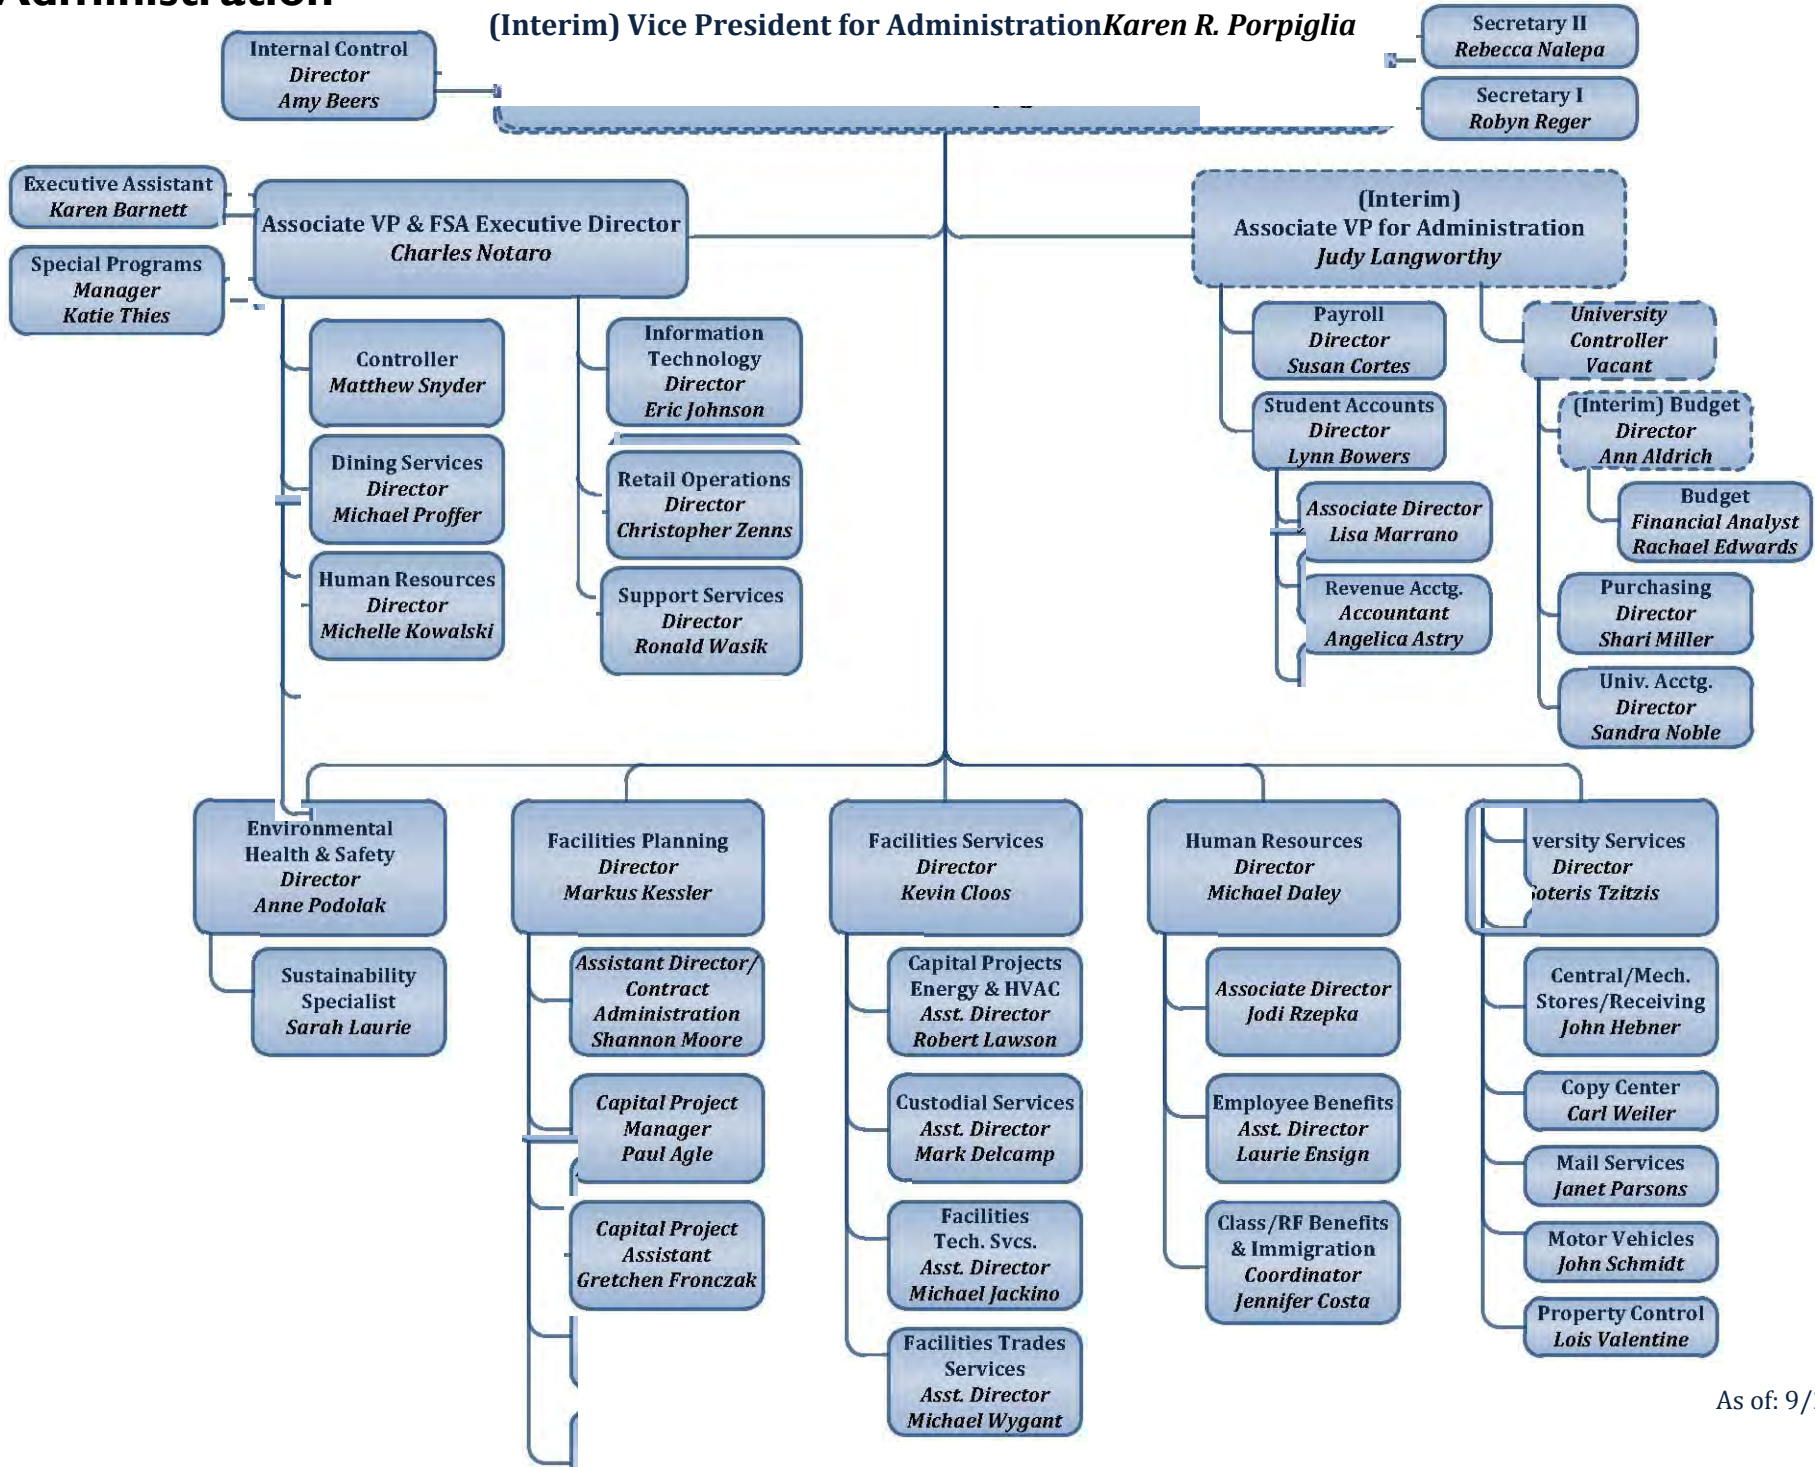 Administration
(Interim) Vice President for Administration Karen R. Porpiglia
Internal Control
Director
Amy Beers
Secretary II
Rebecca Nalepa
Secretary I
Robyn Reger
Executive Assistant
Karen Barnett
Special Programs
Manager
Katie Thies
Associate VP & FSA Executive Director
Charles Notaro
(Interim)
Associate VP for Administration
Judy Langworthy
Controller
Matthew Snyder
Dining Services
Director
Michael Proffer
Human Resources
Director
Michelle Kowalski
Information
Technology
Director
Eric Johnson
Retail Operations
Director
Christopher Zenns
Support Services
Director
Ronald Wasik
Payroll
Director
Susan Cortes
Student Accounts
Director
Lynn Bowers
Associate Director
Lisa Marrano
Revenue Acctg.
Accountant
Angelica Astry
University
Controller
Vacant
(Interim) Budget
Director
Ann Aldrich
Budget
Financial Analyst
Rachael Edwards
Purchasing
Director
Shari Miller
Univ. Acctg.
Director
Sandra Noble
Environmental
Health & Safety
Director
Anne Podolak
Sustainability
Specialist
Sarah Laurie
Facilities Planning
Director
Markus Kessler
Assistant Director/
Contract
Administration
Shannon Moore
Capital Project
Manager
Paul Agle
Capital Project
Assistant
Gretchen Fronczak
Facilities Services
Director
Kevin Cloos
Capital Projects
Energy & HVAC
Asst. Director
Robert Lawson
Custodial Services
Asst. Director
Mark Delcamp
Facilities
Tech. Svcs.
Asst. Director
Michael Jackino
Facilities Trades
Services
Asst. Director
Michael Wygant
Human Resources
Director
Michael Daley
Associate Director
Jodi Rzepka
Employee Benefits
Asst. Director
Laurie Ensign
Class/RF Benefits
& Immigration
Coordinator
Jennifer Costa
versity Services
Director
Soteris Tzitzis
Central/Mech.
Stores/Receiving
John Hebner
Copy Center
Carl Weiler
Mail Services
Janet Parsons
Motor Vehicles
John Schmidt
Property Control
Lois Valentine
As of: 9/